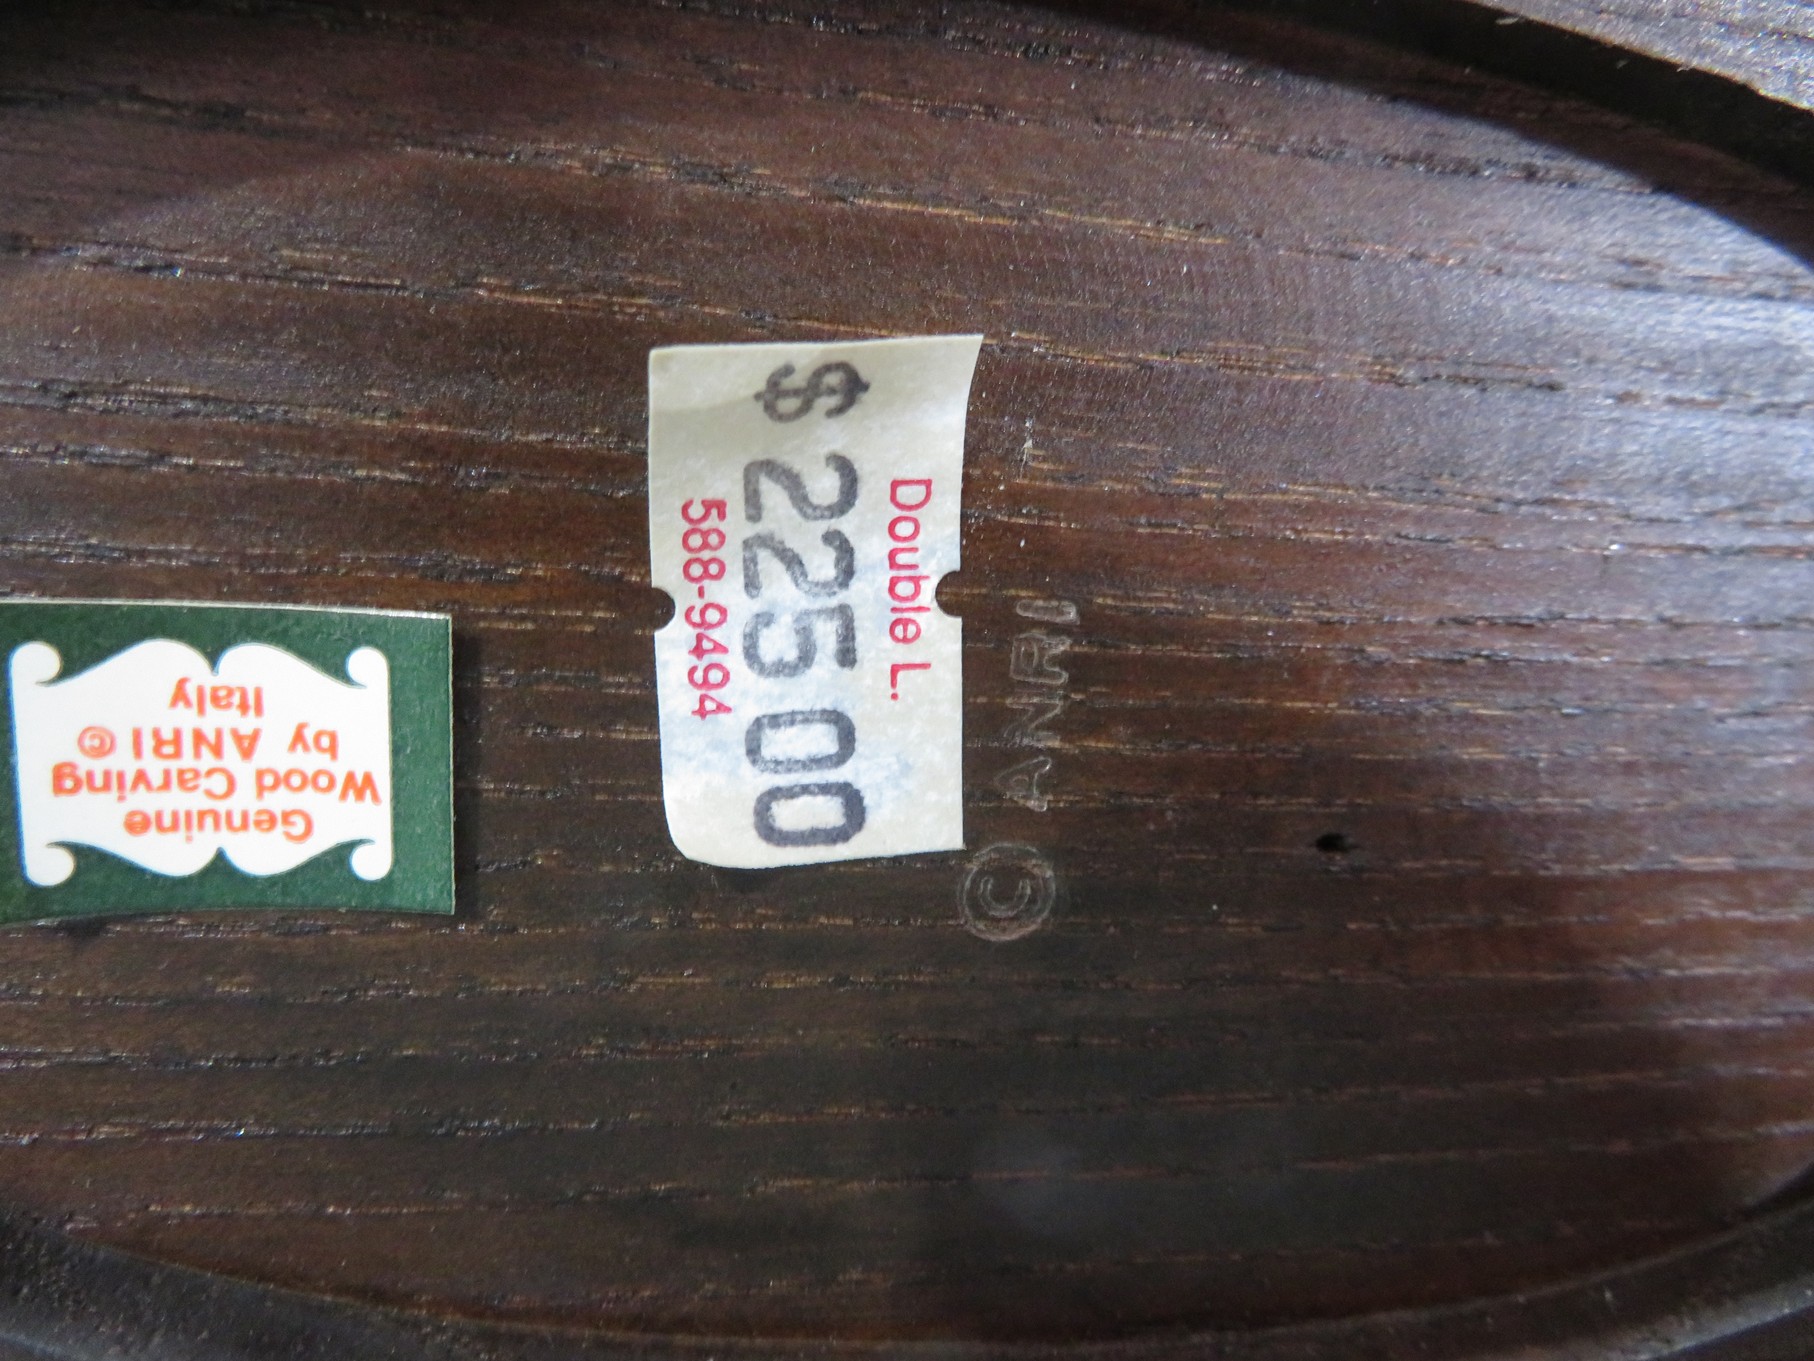 Genuine
Wood Carving
by ANRI ©
Italy
Double L.
$ 225 00
588-9494
© ANRI